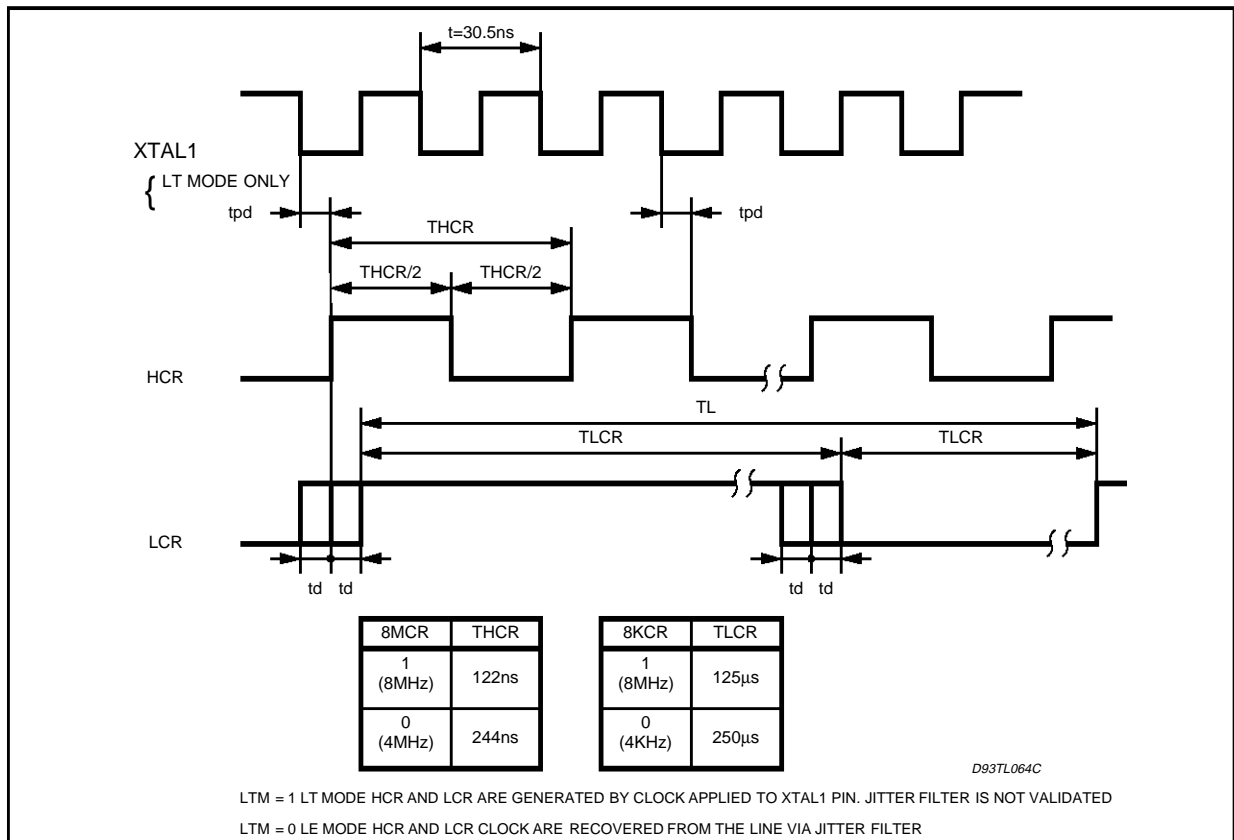 t=30.5ns
XTAL1
{ LT MODE ONLY
tpd
tpd
THCR
THCR/2 THCR/2
HCR
TL
TLCR TLCR
LCR
td td td td
8MCR THCR
1 (8MHz) 122ns
0 (4MHz) 244ns
8KCR TLCR
1 (8MHz) 125μs
0 (4KHz) 250μs
D93TL064C
LTM = 1 LT MODE HCR AND LCR ARE GENERATED BY CLOCK APPLIED TO XTAL1 PIN. JITTER FILTER IS NOT VALIDATED
LTM = 0 LE MODE HCR AND LCR CLOCK ARE RECOVERED FROM THE LINE VIA JITTER FILTER